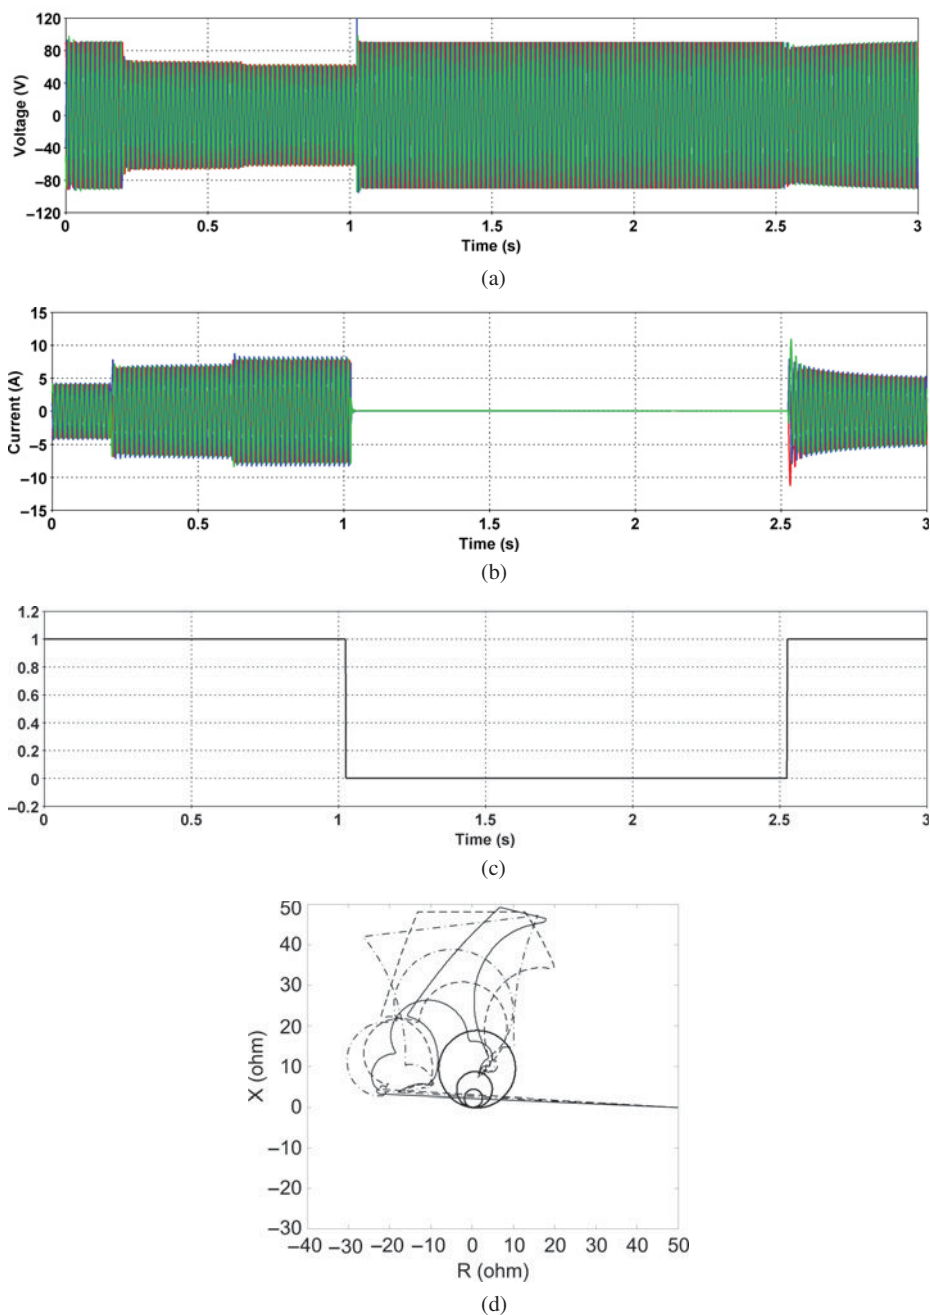 120
80
40
0
−40
−80
−120
Voltage (V)
0 0.5 1 1.5 2 2.5 3
Time (s)
(a)
15
10
5
0
−5
−10
−15
Current (A)
0 0.5 1 1.5 2 2.5 3
Time (s)
(b)
1.2
1
0.8
0.6
0.4
0.2
0
−0.2
0 0.5 1 1.5 2 2.5 3
Time (s)
(c)
50
40
30
20
10
0
−10
−20
−30
X (ohm)
−40 −30 −20 −10 0 10 20 30 40 50
R (ohm)
(d)